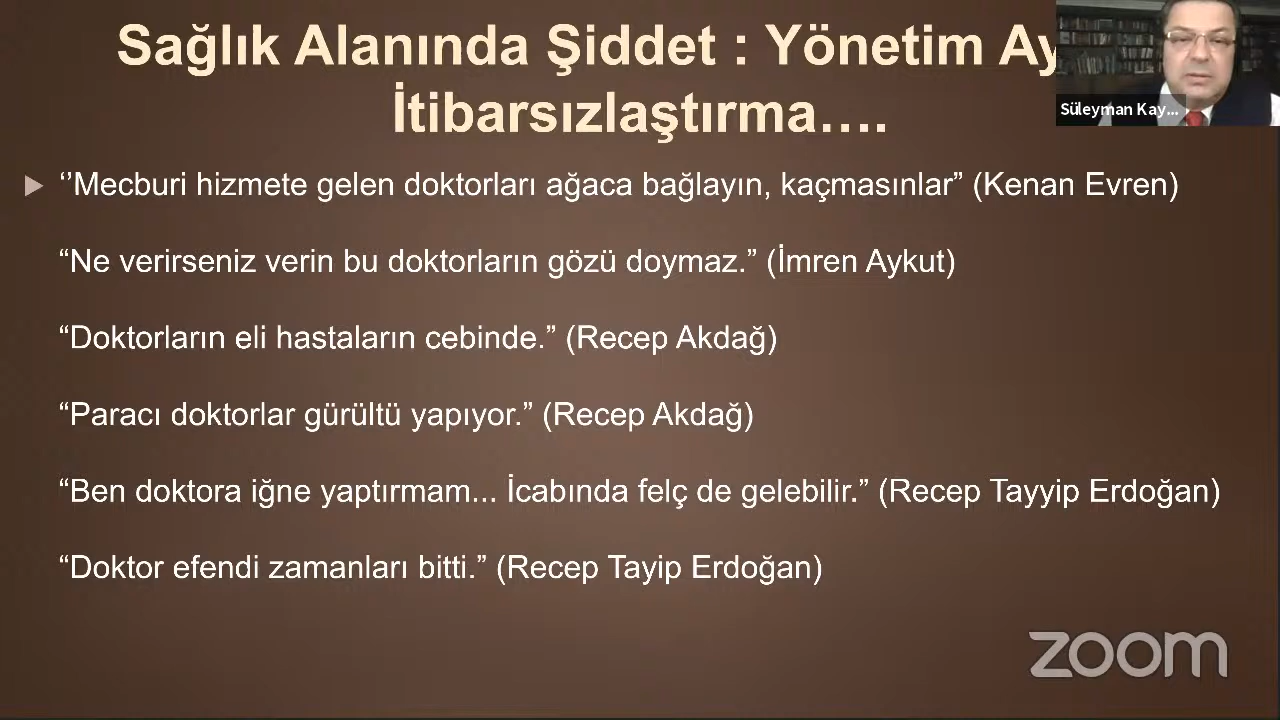 Sağlık Alanında Şiddet : Yönetim Ay
İtibarsızlaştırma….
Süleyman Kay...
‘’Mecburi hizmete gelen doktorları ağaca bağlayın, kaçmasınlar” (Kenan Evren)
“Ne verirseniz verin bu doktorların gözü doymaz.” (İmren Aykut)
“Doktorların eli hastaların cebinde.” (Recep Akdağ)
“Paracı doktorlar gürültü yapıyor.” (Recep Akdağ)
“Ben doktora iğne yaptırmam... İcabında felç de gelebilir.” (Recep Tayyip Erdoğan)
“Doktor efendi zamanları bitti.” (Recep Tayip Erdoğan)
zoom